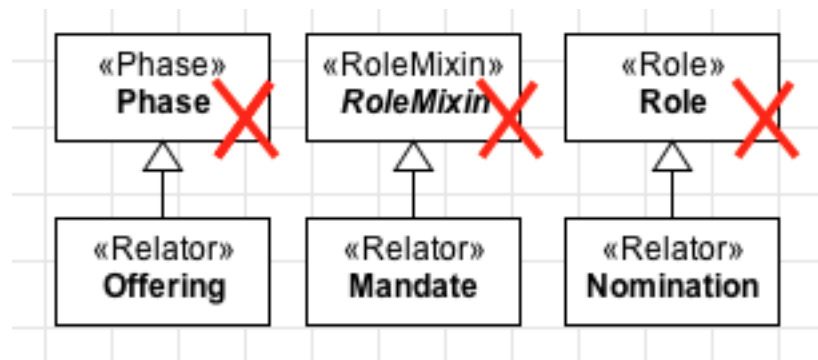 «Phase»
Phase
«RoleMixin»
RoleMixin
«Role»
Role
«Relator»
Offering
«Relator»
Mandate
«Relator»
Nomination